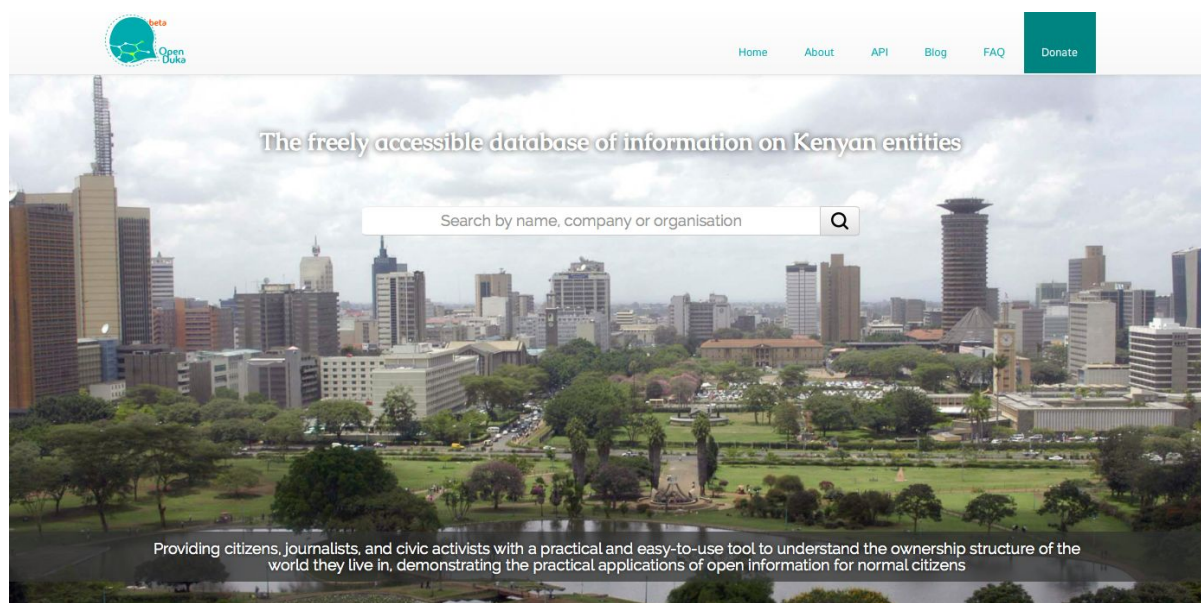 beta
Open
Duka
Home About API Blog FAQ Donate
The freely accessible database of information on Kenyan entities
Search by name, company or organisation
Providing citizens, journalists, and civic activists with a practical and easy-to-use tool to understand the ownership structure of the
world they live in, demonstrating the practical applications of open information for normal citizens